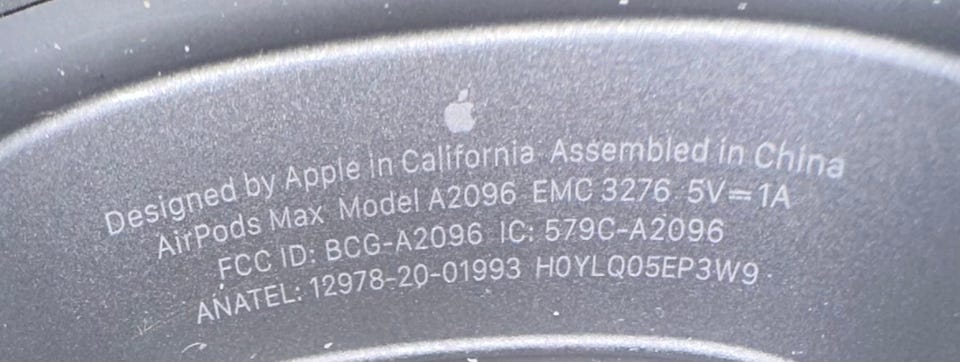 Designed by Apple in California Assembled in China
AirPods Max Model A2096 EMC 3276 5V⎓1A
FCC ID: BCG-A2096 IC: 579C-A2096
ANATEL: 12978-20-01993 H0YLQ05EP3W9